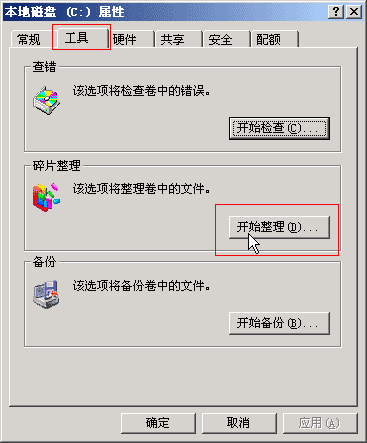 本地磁盘 (C:) 属性
常规 工具 硬件 共享 安全 配额
查错
该选项将检查卷中的错误。
开始检查(C)...
碎片整理
该选项将整理卷中的文件。
开始整理(D)...
备份
该选项将备份卷中的文件。
开始备份(B)...
确定 取消 应用(A)